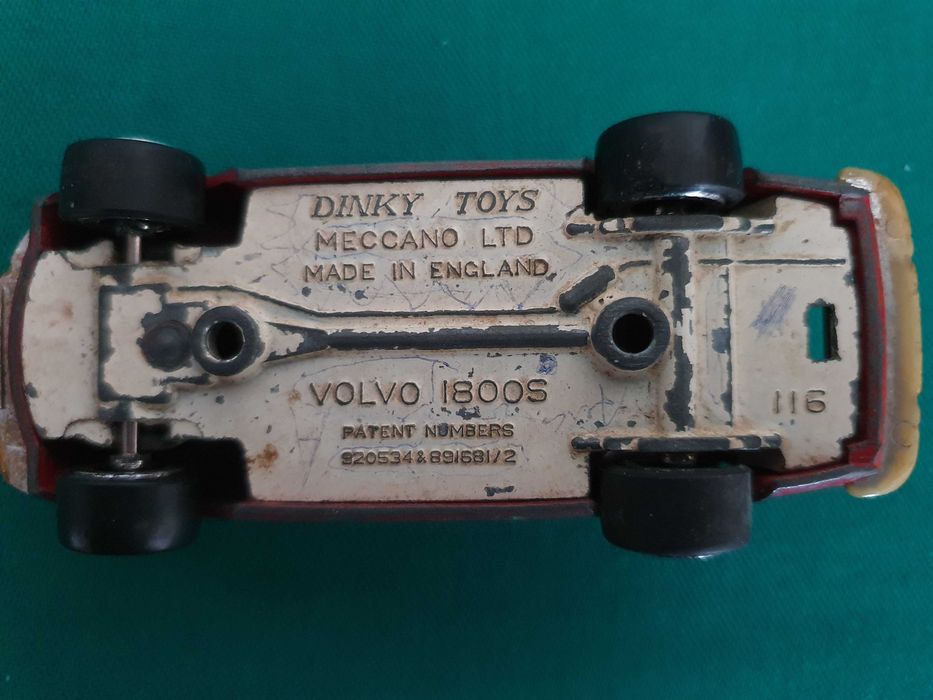 DINKY TOYS
MECCANO LTD
MADE IN ENGLAND
VOLVO 1800S
116
PATENT NUMBERS
920534 & 891681/2